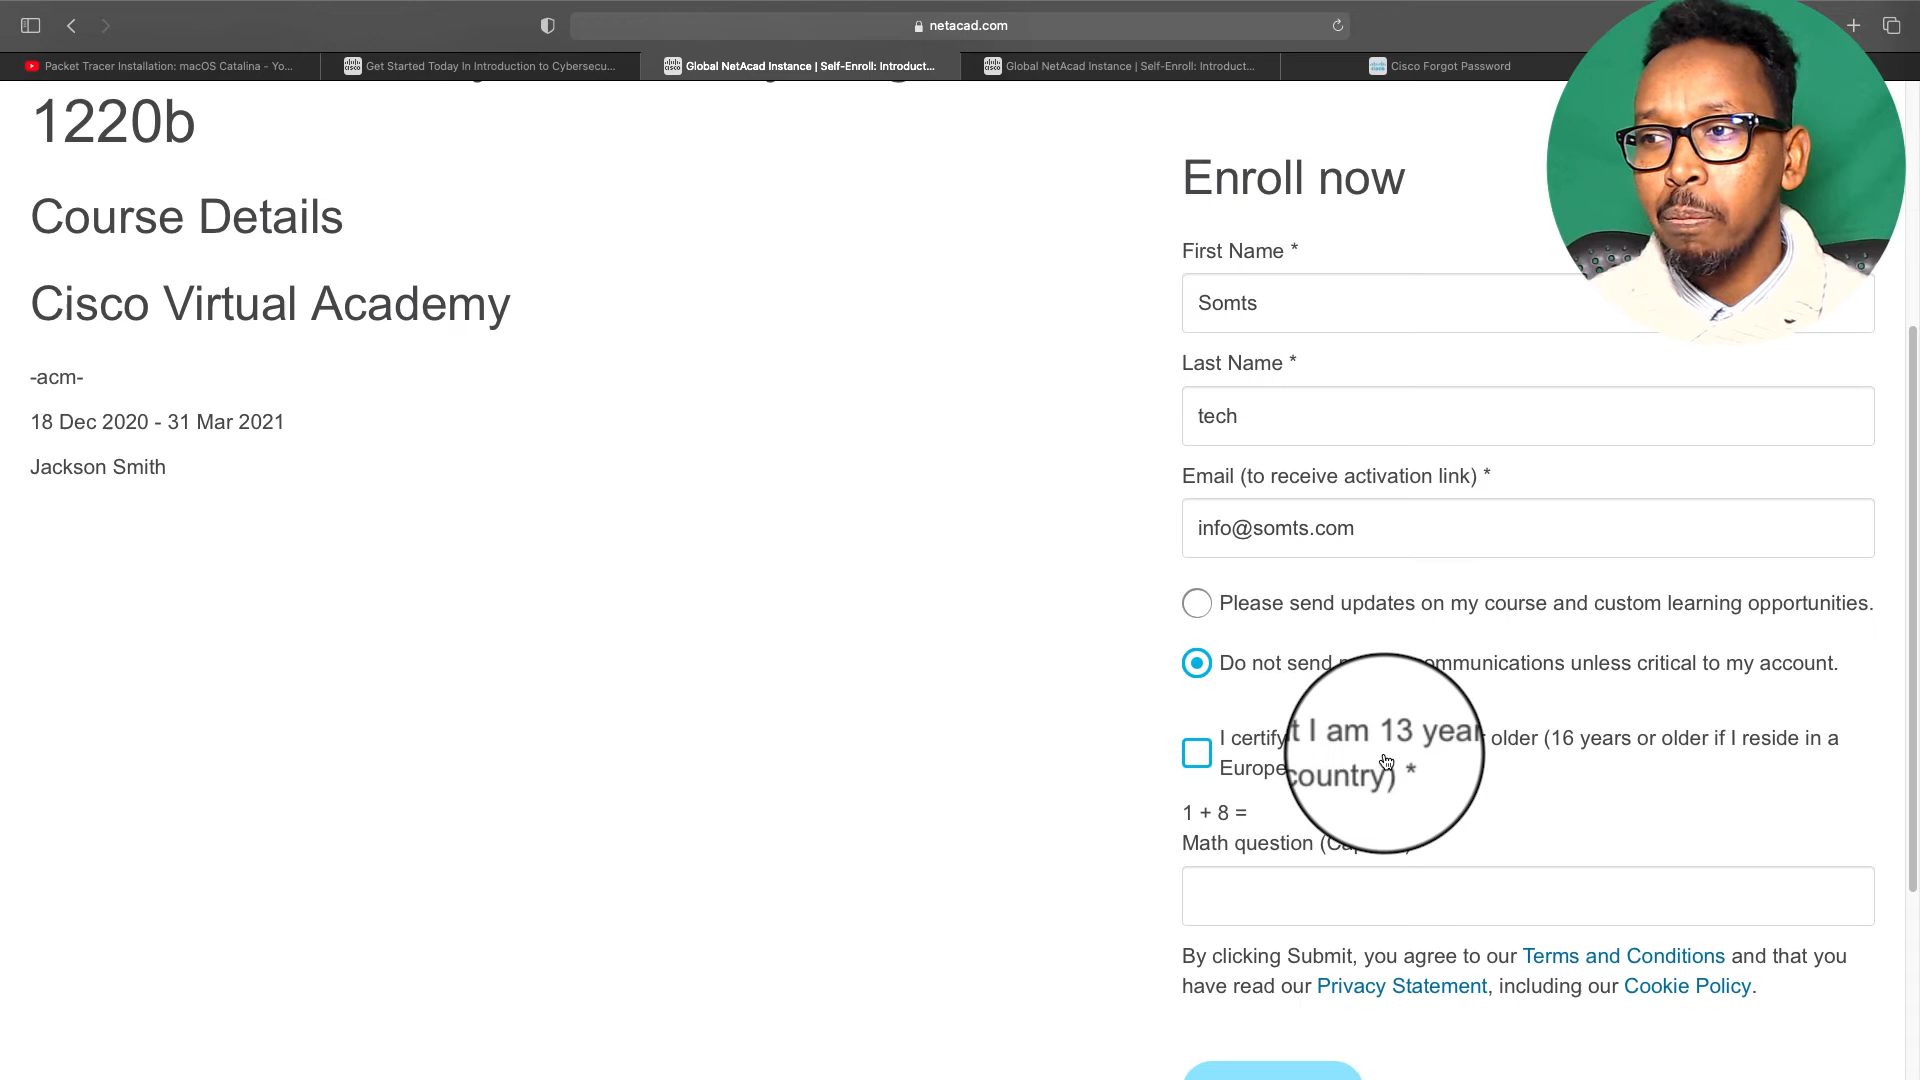 netacad.com
Packet Tracer Installation: macOS Catalina - Yo...
Get Started Today In Introduction to Cybersecu...
Global NetAcad Instance | Self-Enroll: Introduct...
Global NetAcad Instance | Self-Enroll: Introduct...
Cisco Forgot Password
1220b
Course Details
Cisco Virtual Academy
-acm-
18 Dec 2020 - 31 Mar 2021
Jackson Smith
Enroll now
First Name *
Somts
Last Name *
tech
Email (to receive activation link) *
info@somts.com
Please send updates on my course and custom learning opportunities.
Do not send ommunications unless critical to my account.
I certify t I am 13 year older (16 years or older if I reside in a
Europe country) *
1 + 8 =
Math question
By clicking Submit, you agree to our Terms and Conditions and that you
have read our Privacy Statement, including our Cookie Policy.